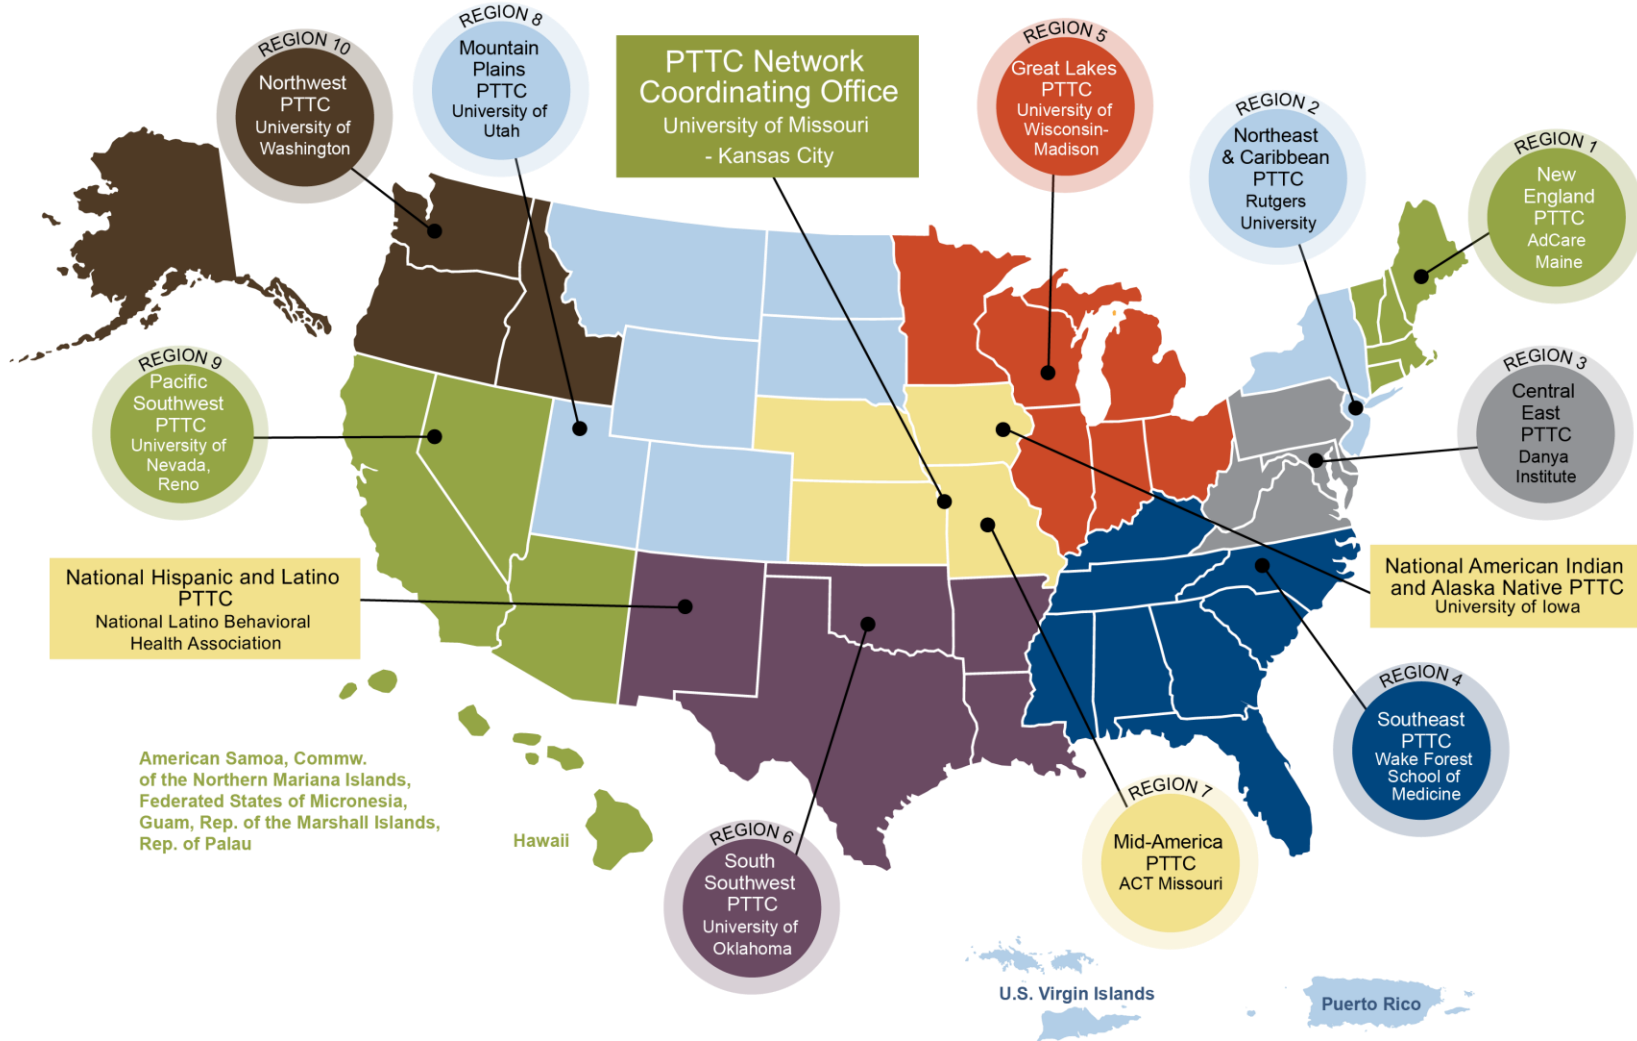 REGION 10
Northwest
PTTC
University of
Washington
REGION 8
Mountain
Plains
PTTC
University of
Utah
PTTC Network
Coordinating Office
University of Missouri
- Kansas City
REGION 5
Great Lakes
PTTC
University of
Wisconsin-
Madison
REGION 2
Northeast
& Caribbean
PTTC
Rutgers
University
REGION 1
New
England
PTTC
AdCare
Maine
REGION 9
Pacific
Southwest
PTTC
University of
Nevada,
Reno
REGION 3
Central
East
PTTC
Danya
Institute
National Hispanic and Latino
PTTC
National Latino Behavioral
Health Association
National American Indian
and Alaska Native PTTC
University of Iowa
REGION 4
Southeast
PTTC
Wake Forest
School of
Medicine
American Samoa, Commw.
of the Northern Mariana Islands,
Federated States of Micronesia,
Guam, Rep. of the Marshall Islands,
Rep. of Palau
Hawaii
REGION 6
South
Southwest
PTTC
University of
Oklahoma
REGION 7
Mid-America
PTTC
ACT Missouri
U.S. Virgin Islands
Puerto Rico